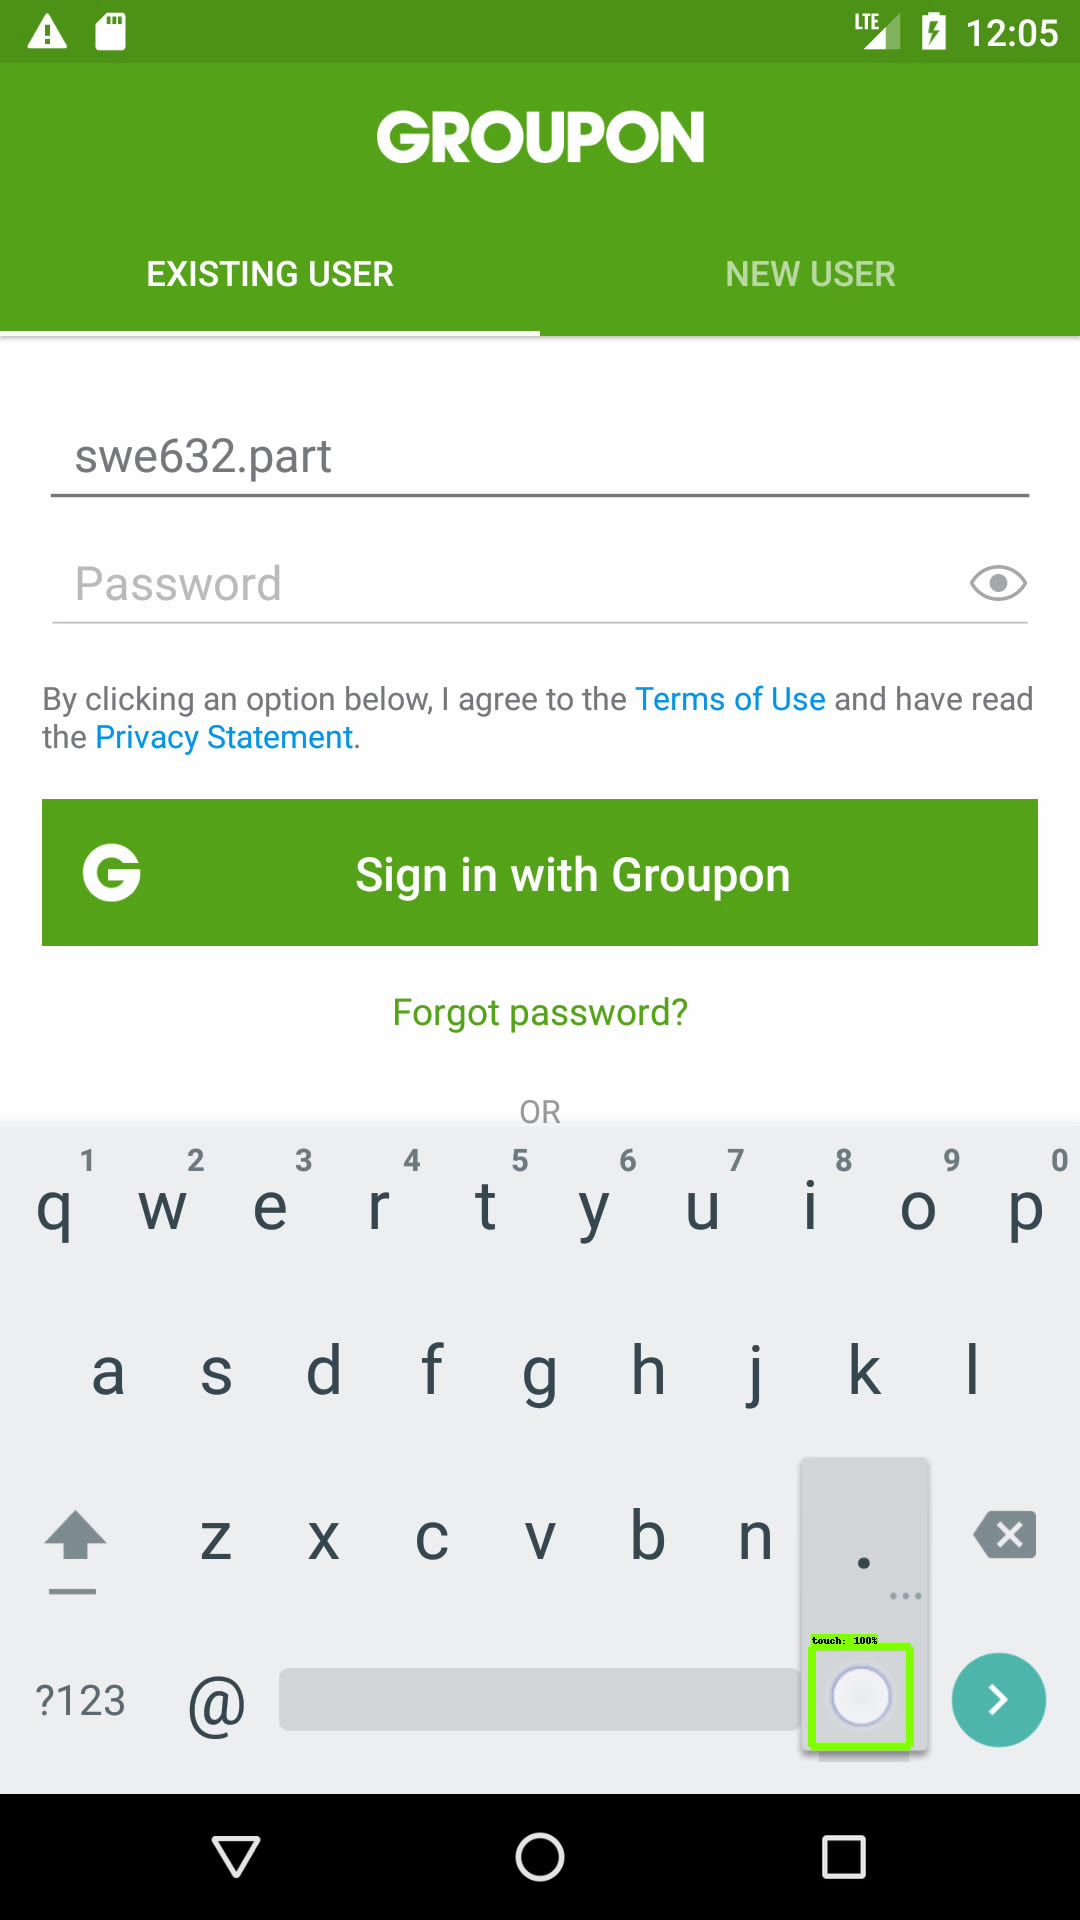 LTE 12:05
GROUPON
EXISTING USER NEW USER
swe632.part
Password
By clicking an option below, I agree to the Terms of Use and have read
the Privacy Statement.
G Sign in with Groupon
Forgot password?
OR
1 2 3 4 5 6 7 8 9 0
q w e r t y u i o p
a s d f g h j k l
z x c v b n .
...
touch: 100%
?123 @